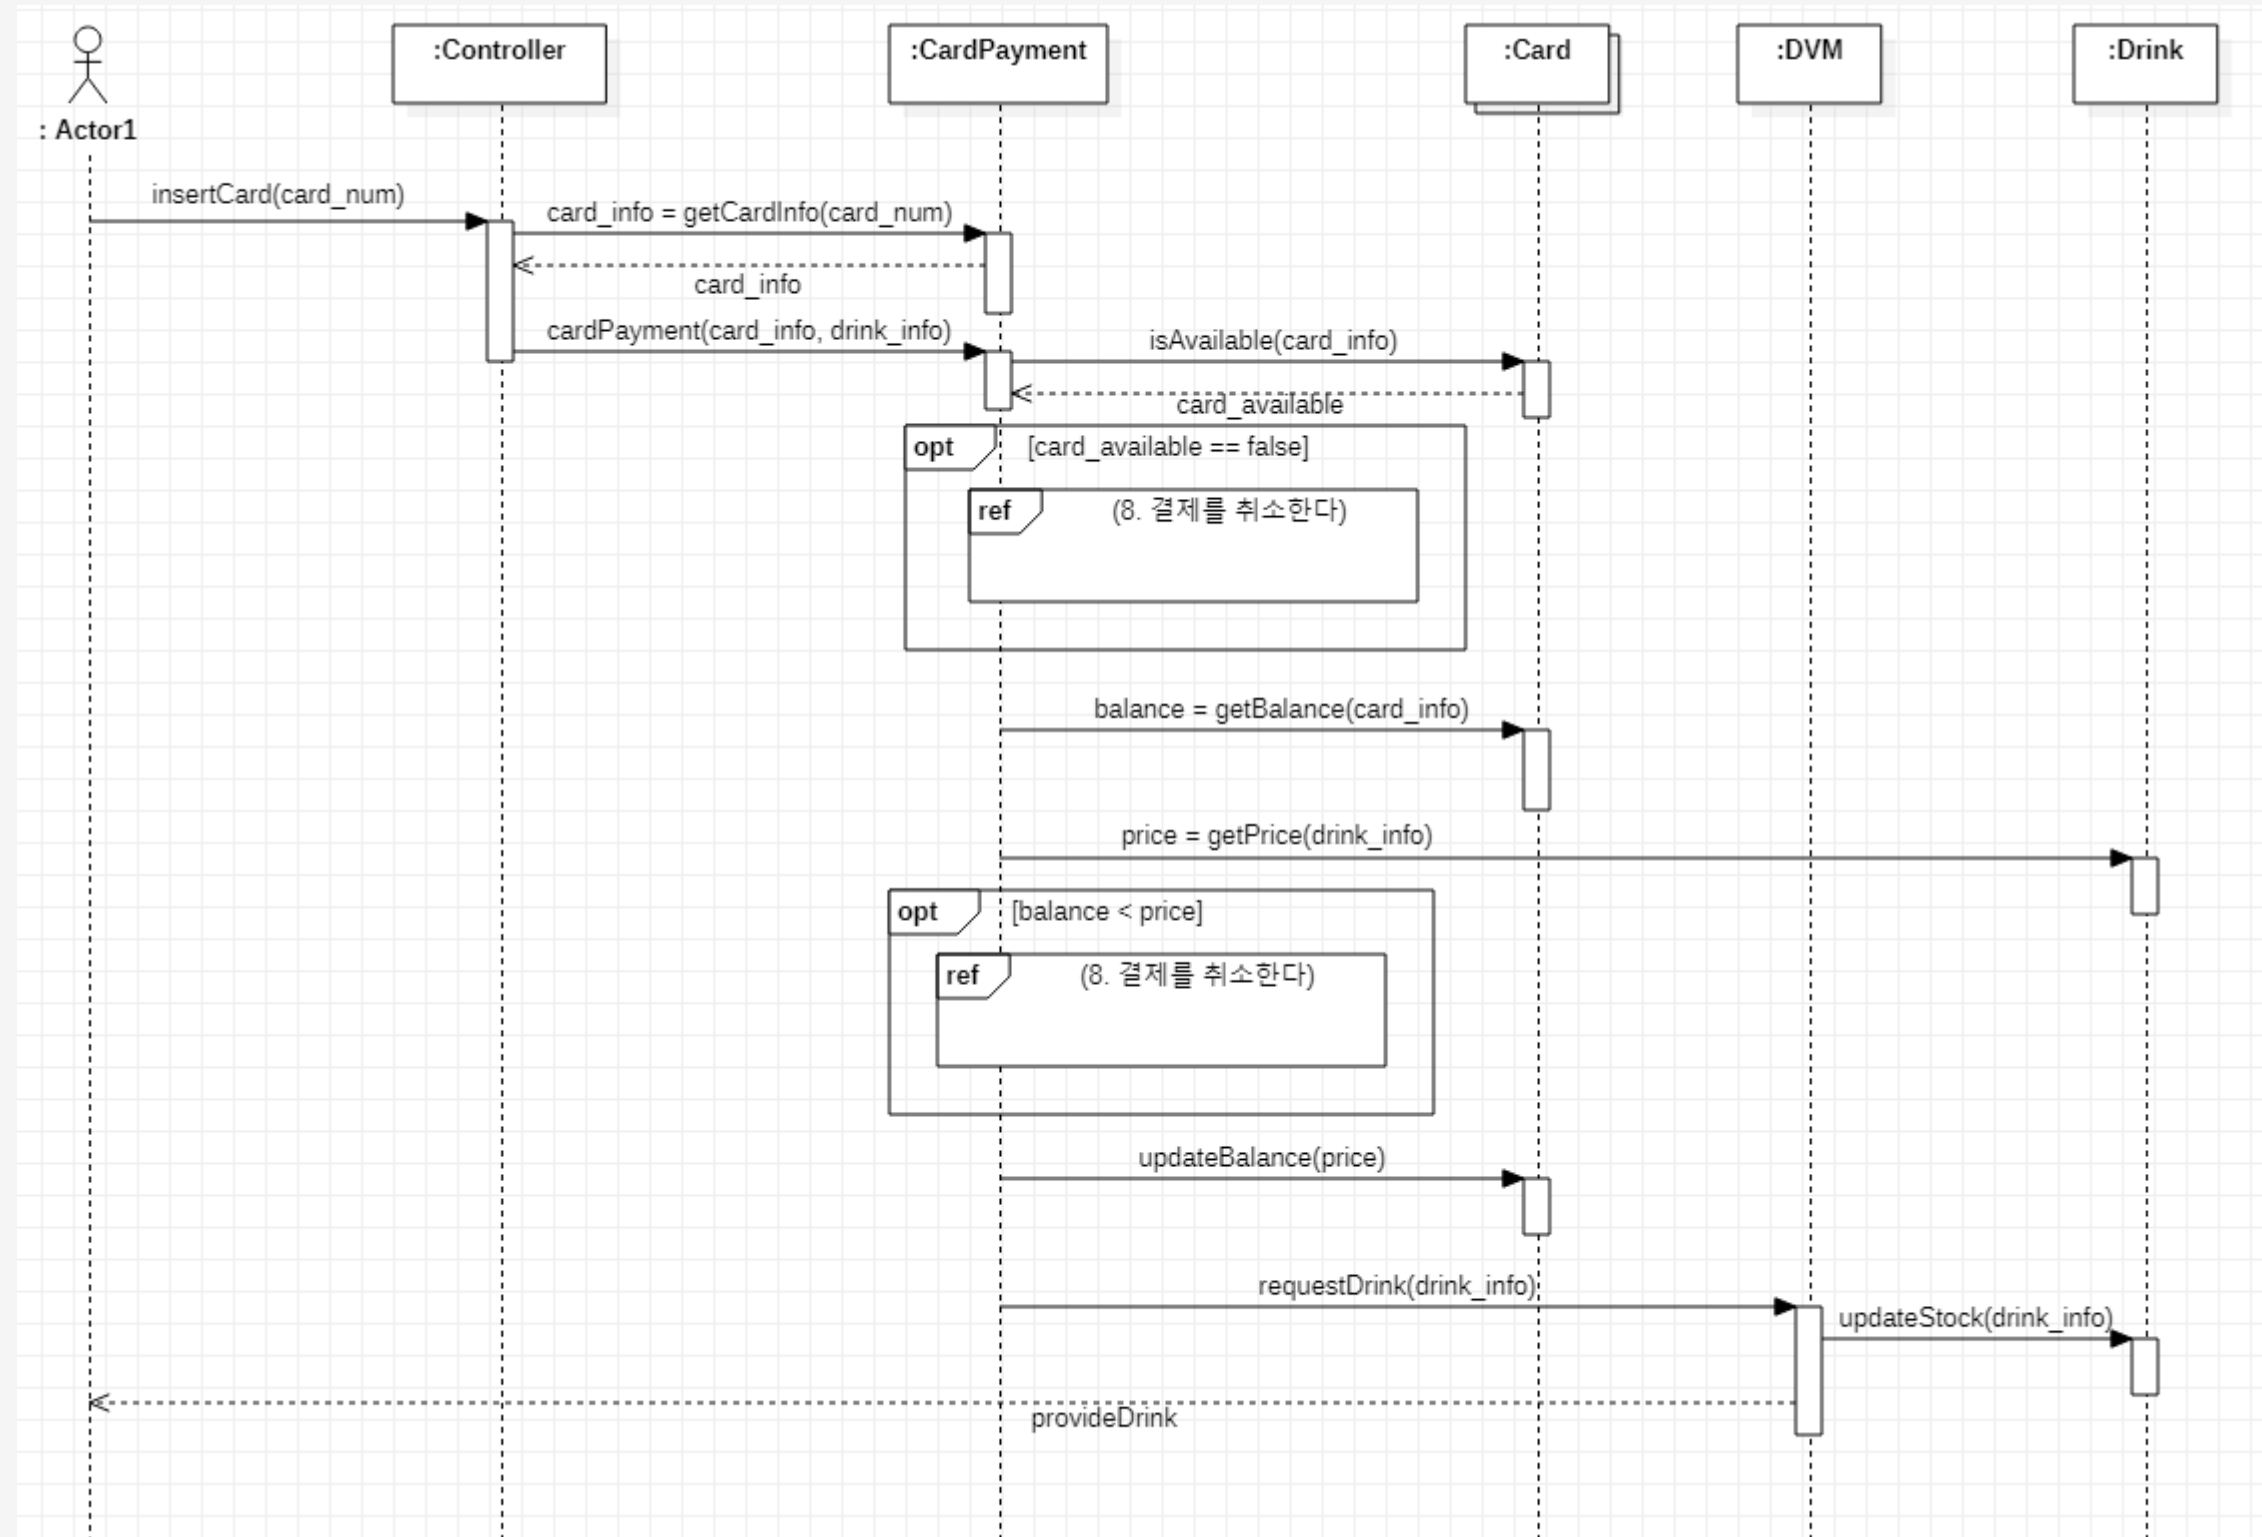 :Controller
:CardPayment
:Card
:DVM
:Drink
: Actor1
insertCard(card_num)
card_info = getCardInfo(card_num)
card_info
cardPayment(card_info, drink_info)
isAvailable(card_info)
card_available
opt
[card_available == false]
ref
(8. 결제를 취소한다)
balance = getBalance(card_info)
price = getPrice(drink_info)
opt
[balance < price]
ref
(8. 결제를 취소한다)
updateBalance(price)
requestDrink(drink_info)
updateStock(drink_info)
provideDrink